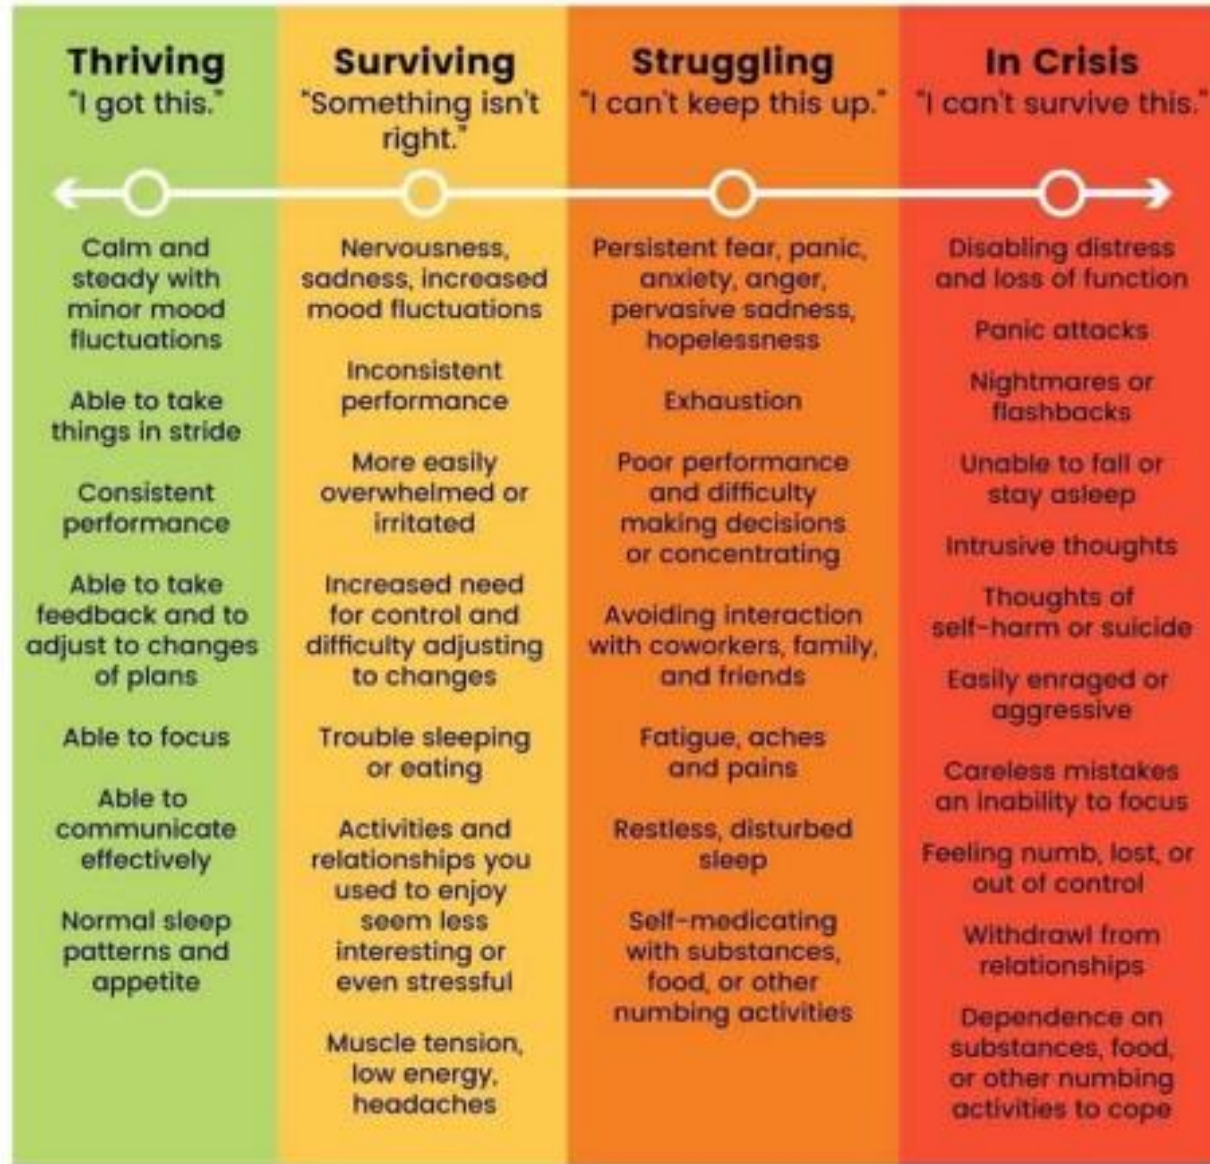 Thriving
"I got this."
Calm and
steady with
minor mood
fluctuations
Able to take
things in stride
Consistent
performance
Able to take
feedback and to
adjust to changes
of plans
Able to focus
Able to
communicate
effectively
Normal sleep
patterns and
appetite
Surviving
"Something isn't
right."
Nervousness,
sadness, increased
mood fluctuations
Inconsistent
performance
More easily
overwhelmed or
irritated
Increased need
for control and
difficulty adjusting
to changes
Trouble sleeping
or eating
Activities and
relationships you
used to enjoy
seem less
interesting or
even stressful
Muscle tension,
low energy,
headaches
Struggling
"I can't keep this up."
Persistent fear, panic,
anxiety, anger,
pervasive sadness,
hopelessness
Exhaustion
Poor performance
and difficulty
making decisions
or concentrating
Avoiding interaction
with coworkers, family,
and friends
Fatigue, aches
and pains
Restless, disturbed
sleep
Self-medicating
with substances,
food, or other
numbing activities
In Crisis
"I can't survive this."
Disabling distress
and loss of function
Panic attacks
Nightmares or
flashbacks
Unable to fall or
stay asleep
Intrusive thoughts
Thoughts of
self-harm or suicide
Easily enraged or
aggressive
Careless mistakes
an inability to focus
Feeling numb, lost, or
out of control
Withdrawl from
relationships
Dependence on
substances, food,
or other numbing
activities to cope